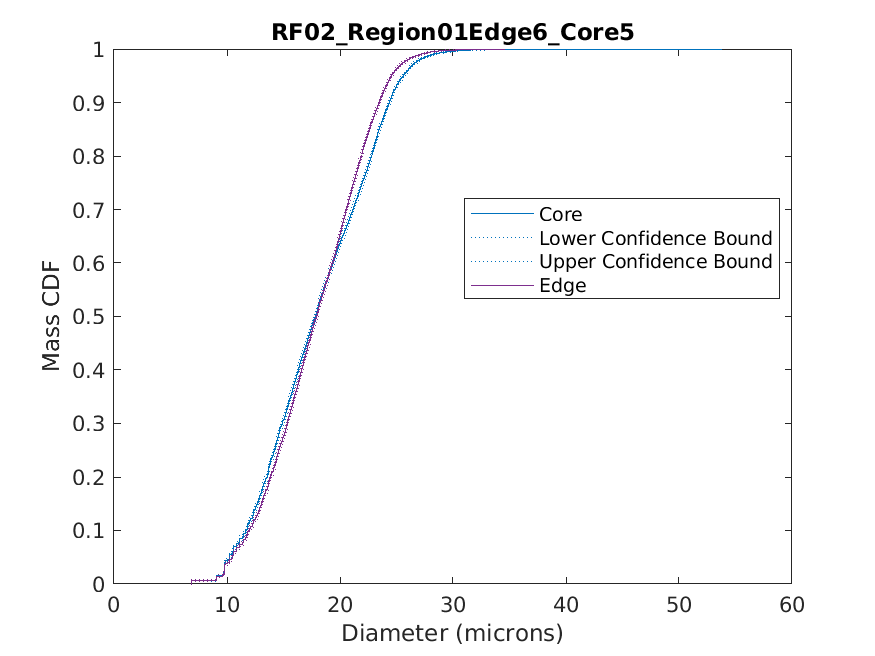 RF02_Region01Edge6_Core5
1
0.9
0.8
0.7
0.6
0.5
0.4
0.3
0.2
0.1
0
Mass CDF
Core
Lower Confidence Bound
Upper Confidence Bound
Edge
0 10 20 30 40 50 60
Diameter (microns)